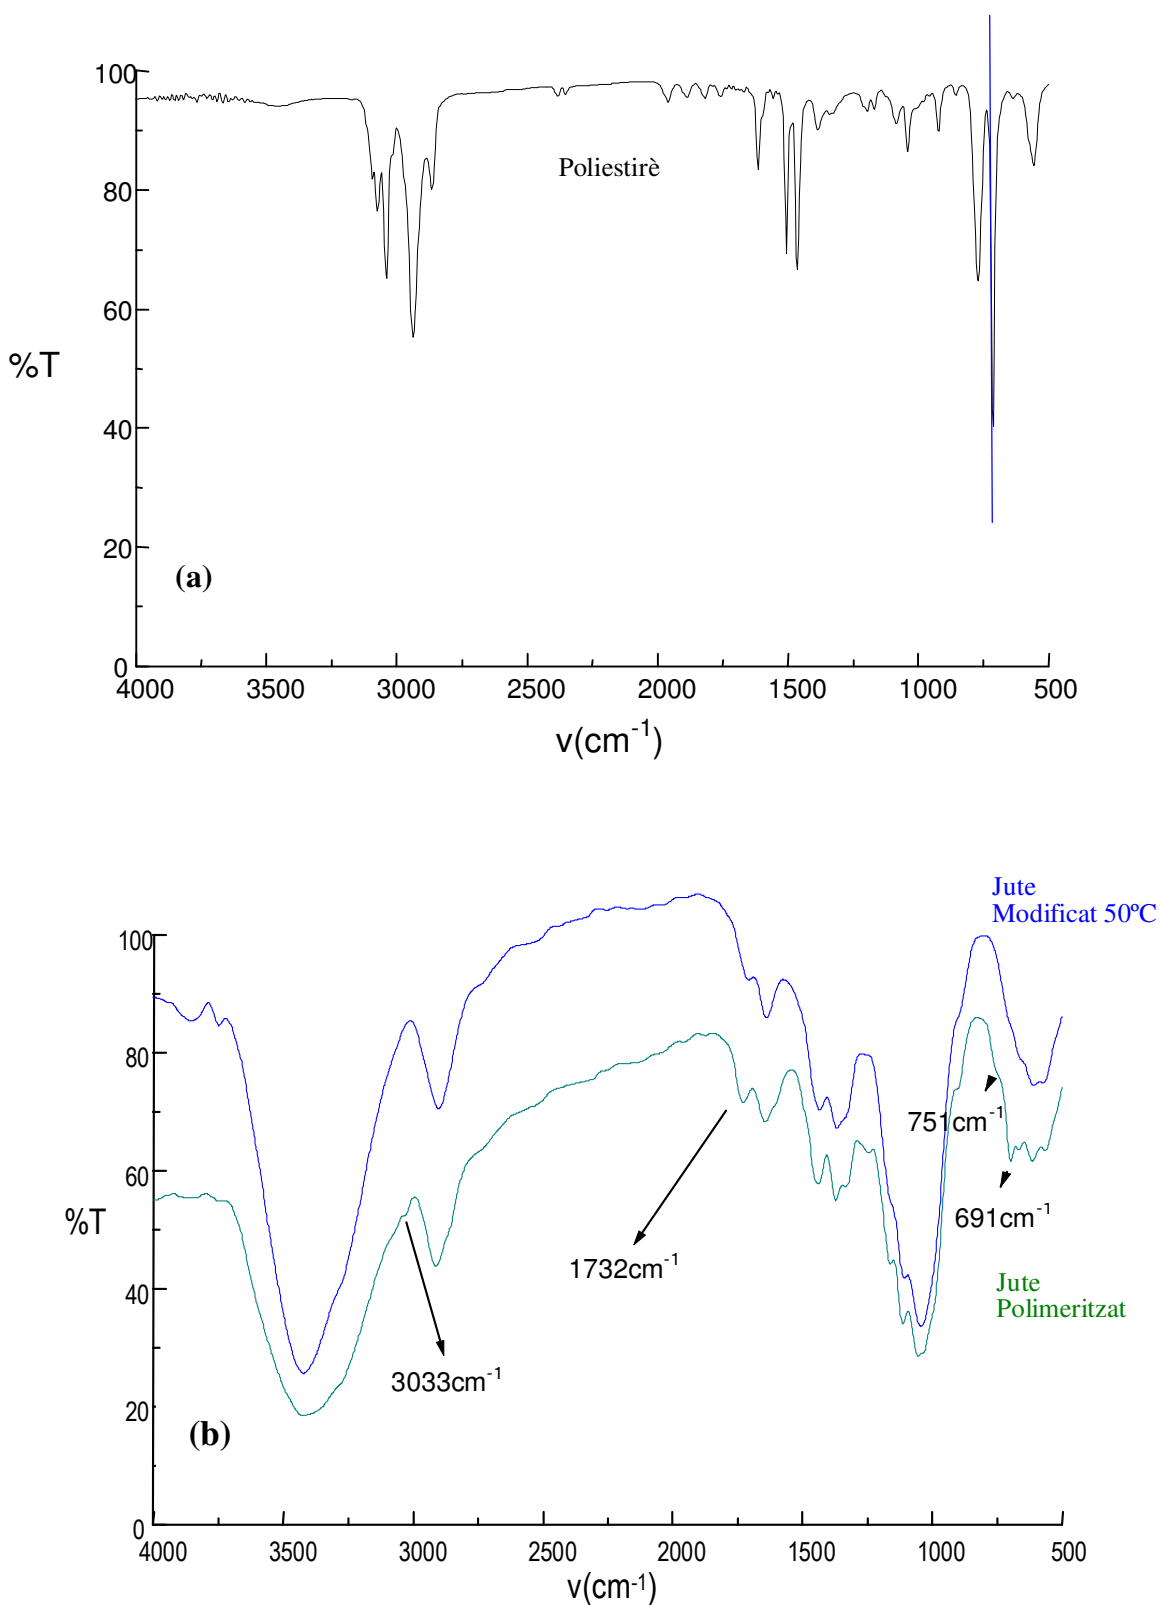 100
80
60
40
20
0
%T
Poliestirè
(a)
4000 3500 3000 2500 2000 1500 1000 500
ν(cm⁻¹)
Jute
Modificat 50ºC
100
80
60
40
20
0
%T
751cm⁻¹
691cm⁻¹
1732cm⁻¹
3033cm⁻¹
Jute
Polimeritzat
(b)
4000 3500 3000 2500 2000 1500 1000 500
ν(cm⁻¹)